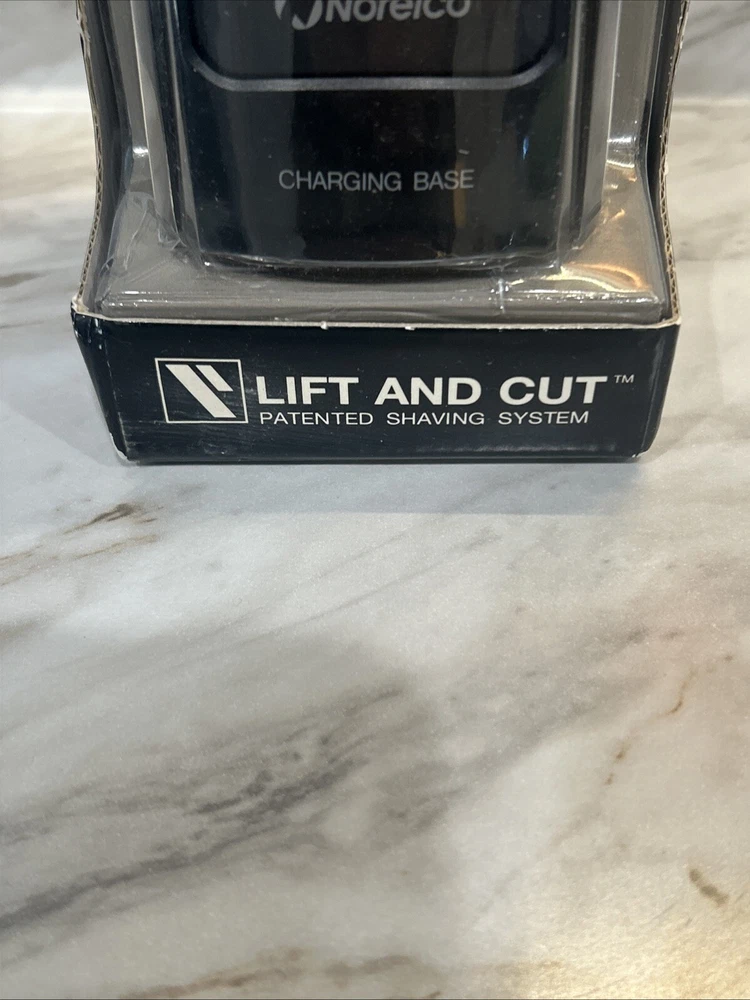 Norelco
CHARGING BASE
LIFT AND CUT™
PATENTED SHAVING SYSTEM